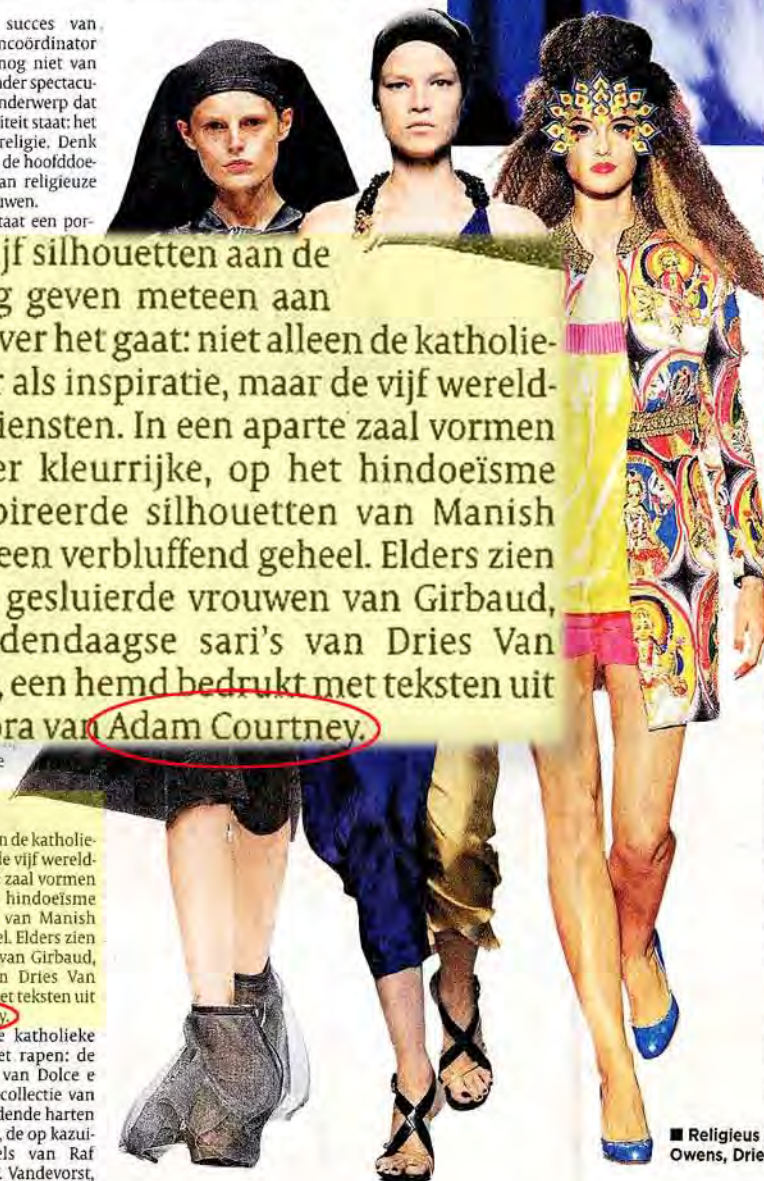 succes van
ncoördinator
nog niet van
nder spectacu-
nderwerp dat
iteit staat: het
religie. Denk
de hoofddoe-
an religieuze
uwen.
taat een por-
jf silhouetten aan de
g geven meteen aan
ver het gaat: niet alleen de katholie-
r als inspiratie, maar de vijf wereld-
iensten. In een aparte zaal vormen
er kleurrijke, op het hindoeïsme
pireerde silhouetten van Manish
een verbluffend geheel. Elders zien
gesluierde vrouwen van Girbaud,
dendaagse sari's van Dries Van
, een hemd bedrukt met teksten uit
ora van Adam Courtney.
e
n de katholie-
le vijf wereld-
zaal vormen
hindoeïsme
van Manish
el. Elders zien
van Girbaud,
n Dries Van
et teksten uit
y.
e katholieke
et rapen: de
van Dolce e
collectie van
dende harten
, de op kazui-
els van Raf
. Vandevorst,
■ Religieus
Owens, Drie